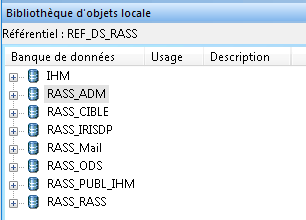 Bibliothèque d'objets locale
Référentiel : REF_DS_RASS
Banque de données Usage Description
IHM
RASS_ADM
RASS_CIBLE
RASS_IRISDP
RASS_Mail
RASS_ODS
RASS_PUBL_IHM
RASS_RASS